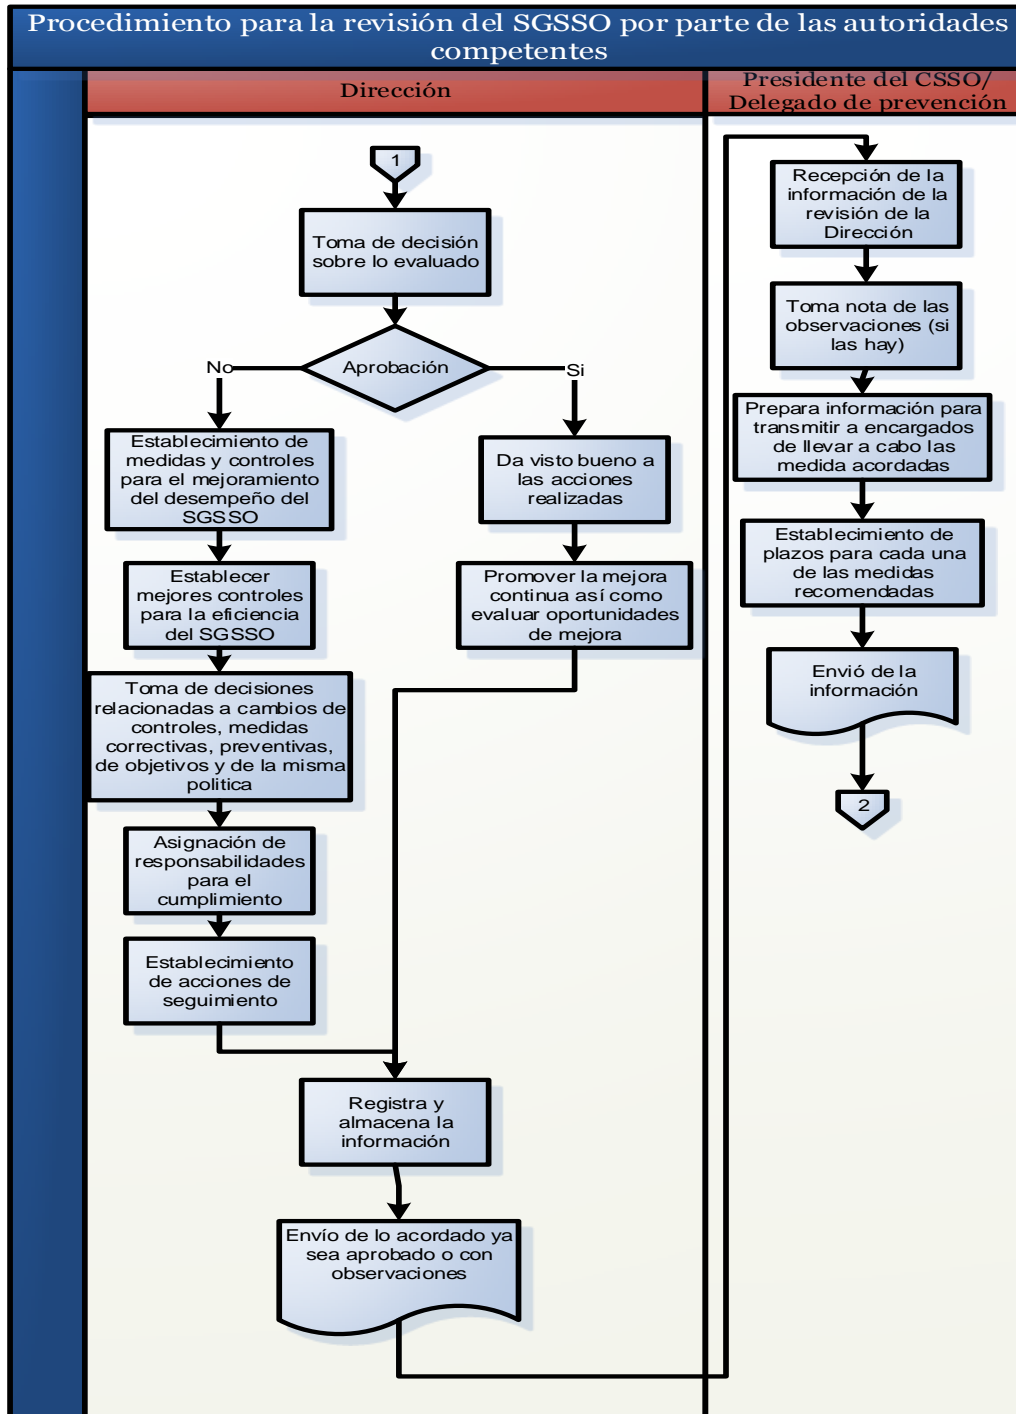 Procedimiento para la revisión del SGSSO por parte de las autoridades
competentes
Dirección
Presidente del CSSO/
Delegado de prevención
1
Toma de decisión
sobre lo evaluado
Aprobación
No
Si
Establecimiento de
medidas y controles
para el mejoramiento
del desempeño del
SGSSO
Establecer
mejores controles
para la eficiencia
del SGSSO
Toma de decisiones
relacionadas a cambios de
controles, medidas
correctivas, preventivas,
de objetivos y de la misma
politica
Asignación de
responsabilidades
para el
cumplimiento
Establecimiento
de acciones de
seguimiento
Da visto bueno a
las acciones
realizadas
Promover la mejora
continua así como
evaluar oportunidades
de mejora
Registra y
almacena la
información
Envío de lo acordado ya
sea aprobado o con
observaciones
Recepción de la
información de la
revisión de la
Dirección
Toma nota de las
observaciones (si
las hay)
Prepara información para
transmitir a encargados
de llevar a cabo las
medida acordadas
Establecimiento de
plazos para cada una
de las medidas
recomendadas
Envió de la
información
2